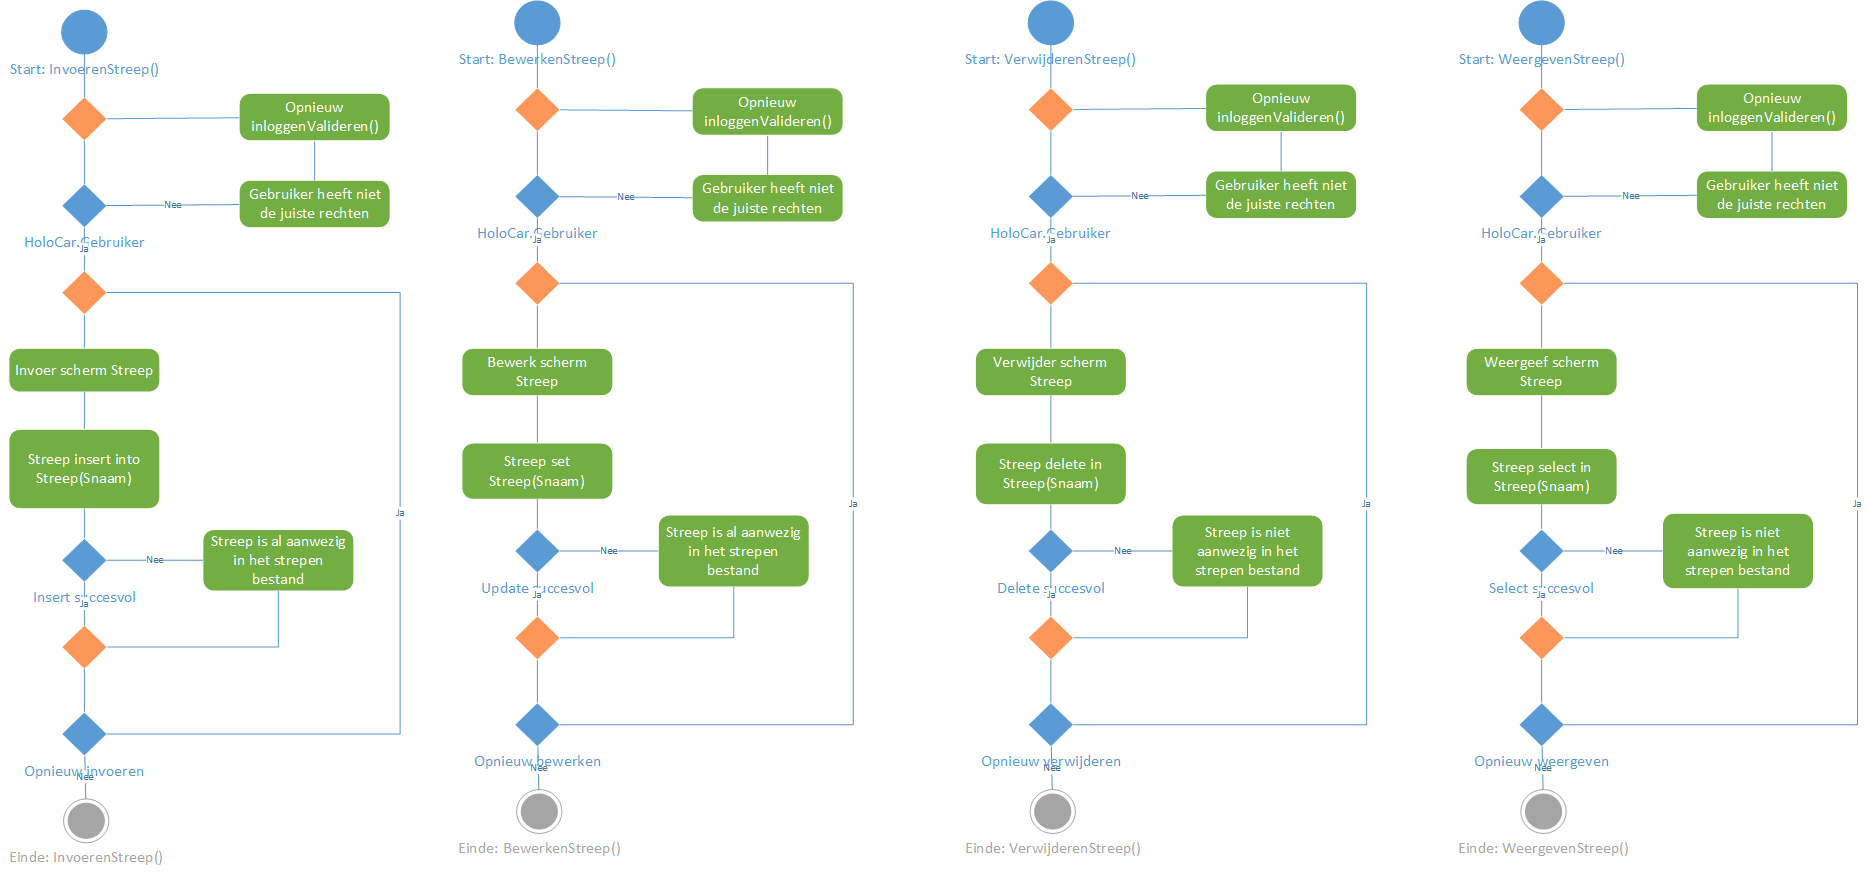 Start: InvoerenStreep()
Opnieuw
inloggenValideren()
Nee
Gebruiker heeft niet
de juiste rechten
HoloCar.Gebruiker
Ja
Invoer scherm Streep
Streep insert into
Streep(Snaam)
Ja
Nee
Streep is al aanwezig
in het strepen
bestand
Insert succesvol
Ja
Opnieuw invoeren
Nee
Einde: InvoerenStreep()
Start: BewerkenStreep()
Opnieuw
inloggenValideren()
Nee
Gebruiker heeft niet
de juiste rechten
HoloCar.Gebruiker
Ja
Bewerk scherm
Streep
Streep set
Streep(Snaam)
Ja
Nee
Streep is al aanwezig
in het strepen
bestand
Update succesvol
Ja
Opnieuw bewerken
Nee
Einde: BewerkenStreep()
Start: VerwijderenStreep()
Opnieuw
inloggenValideren()
Nee
Gebruiker heeft niet
de juiste rechten
HoloCar.Gebruiker
Ja
Verwijder scherm
Streep
Streep delete in
Streep(Snaam)
Ja
Nee
Streep is niet
aanwezig in het
strepen bestand
Delete succesvol
Ja
Opnieuw verwijderen
Nee
Einde: VerwijderenStreep()
Start: WeergevenStreep()
Opnieuw
inloggenValideren()
Nee
Gebruiker heeft niet
de juiste rechten
HoloCar.Gebruiker
Ja
Weergeef scherm
Streep
Streep select in
Streep(Snaam)
Ja
Nee
Streep is niet
aanwezig in het
strepen bestand
Select succesvol
Ja
Opnieuw weergeven
Nee
Einde: WeergevenStreep()